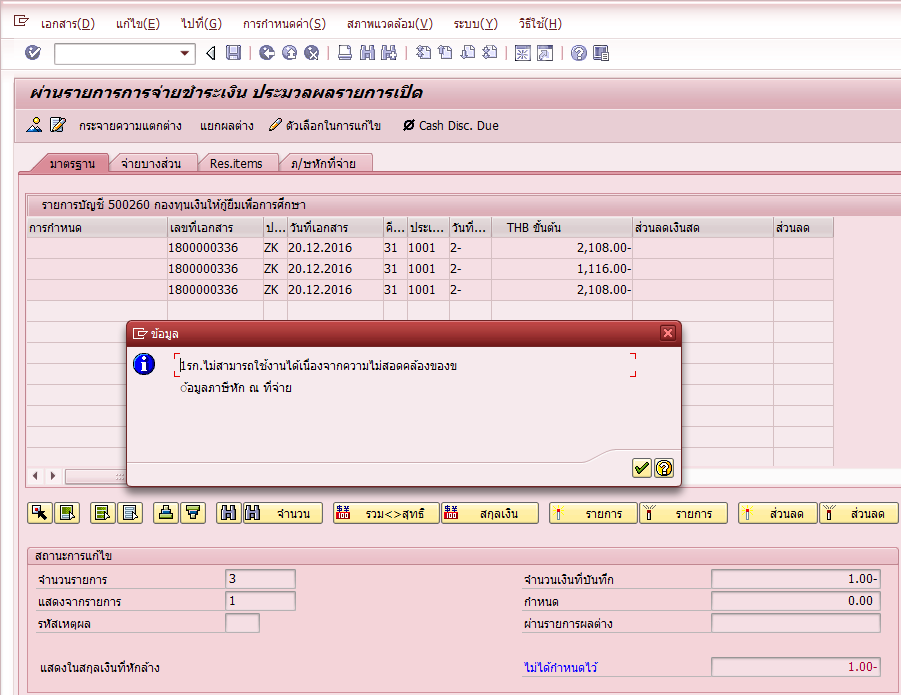 เอกสาร(D) แก้ไข(E) ไปที่(G) การกำหนดค่า(S) สภาพแวดล้อม(V) ระบบ(Y) วิธีใช้(H)
ผ่านรายการการจ่ายชำระเงิน ประมวลผลรายการเปิด
กระจายความแตกต่าง แยกผลต่าง ตัวเลือกในการแก้ไข Cash Disc. Due
มาตรฐาน จ่ายบางส่วน Res.items ภ/ษหักที่จ่าย
รายการบัญชี 500260 กองทุนเงินให้กู้ยืมเพื่อการศึกษา
การกำหนด เลขที่เอกสาร ป... วันที่เอกสาร คี... ประเ... วันที่... THB ขั้นต้น ส่วนลดเงินสด ส่วนลด
1800000336 ZK 20.12.2016 31 1001 2- 2,108.00-
1800000336 ZK 20.12.2016 31 1001 2- 1,116.00-
1800000336 ZK 20.12.2016 31 1001 2- 2,108.00-
ข้อมูล
1รก.ไม่สามารถใช้งานได้เนื่องจากความไม่สอดคล้องของข
้อมูลภาษีหัก ณ ที่จ่าย
จำนวน รวม<>สุทธิ สกุลเงิน รายการ รายการ ส่วนลด ส่วนลด
สถานะการแก้ไข
จำนวนรายการ 3 จำนวนเงินที่บันทึก 1.00-
แสดงจากรายการ 1 กำหนด 0.00
รหัสเหตุผล ผ่านรายการผลต่าง
แสดงในสกุลเงินที่หักล้าง ไม่ได้กำหนดไว้ 1.00-